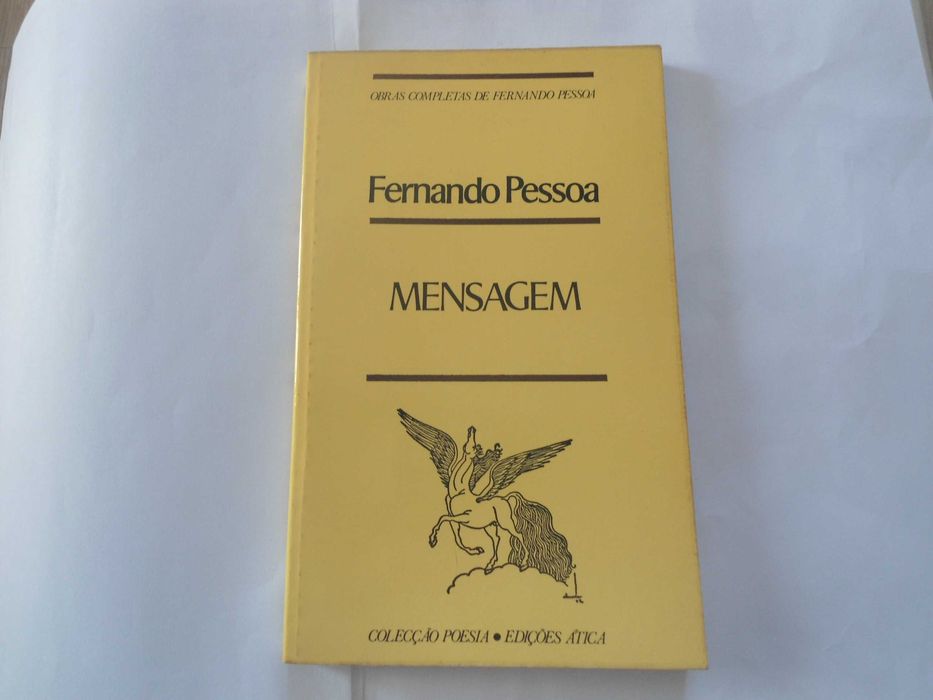 OBRAS COMPLETAS DE FERNANDO PESSOA
Fernando Pessoa
MENSAGEM
COLECÇÃO POESIA • EDIÇÕES ÁTICA